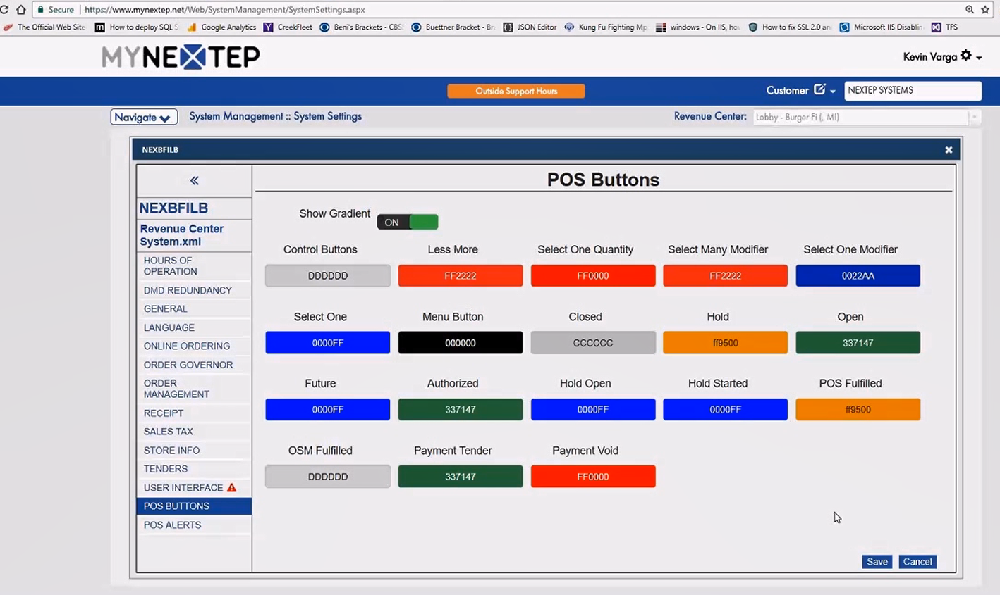 Secure https://www.mynextep.net/Web/SystemManagement/SystemSettings.aspx
The Official Web Site How to deploy SQL S Google Analytics CreekFleet Beni's Brackets - CBS Buettner Bracket - JSON Editor Kung Fu Fighting Mp windows - On IIS, ho How to fix SSL 2.0 an Microsoft IIS Disablin TFS
MYNEXTEP
Kevin Varga
Outside Support Hours
Customer NEXTEP SYSTEMS
Navigate System Management :: System Settings Revenue Center: Lobby - Burger Fi (, MI)
NEXBFILB
«
NEXBFILB
Revenue Center
System.xml
HOURS OF
OPERATION
DMD REDUNDANCY
GENERAL
LANGUAGE
ONLINE ORDERING
ORDER GOVERNOR
ORDER
MANAGEMENT
RECEIPT
SALES TAX
STORE INFO
TENDERS
USER INTERFACE
POS BUTTONS
POS ALERTS
POS Buttons
Show Gradient ON
Control Buttons Less More Select One Quantity Select Many Modifier Select One Modifier
DDDDDD FF2222 FF0000 FF2222 0022AA
Select One Menu Button Closed Hold Open
0000FF 000000 CCCCCC ff9500 337147
Future Authorized Hold Open Hold Started POS Fulfilled
0000FF 337147 0000FF 0000FF ff9500
OSM Fulfilled Payment Tender Payment Void
DDDDDD 337147 FF0000
Save Cancel